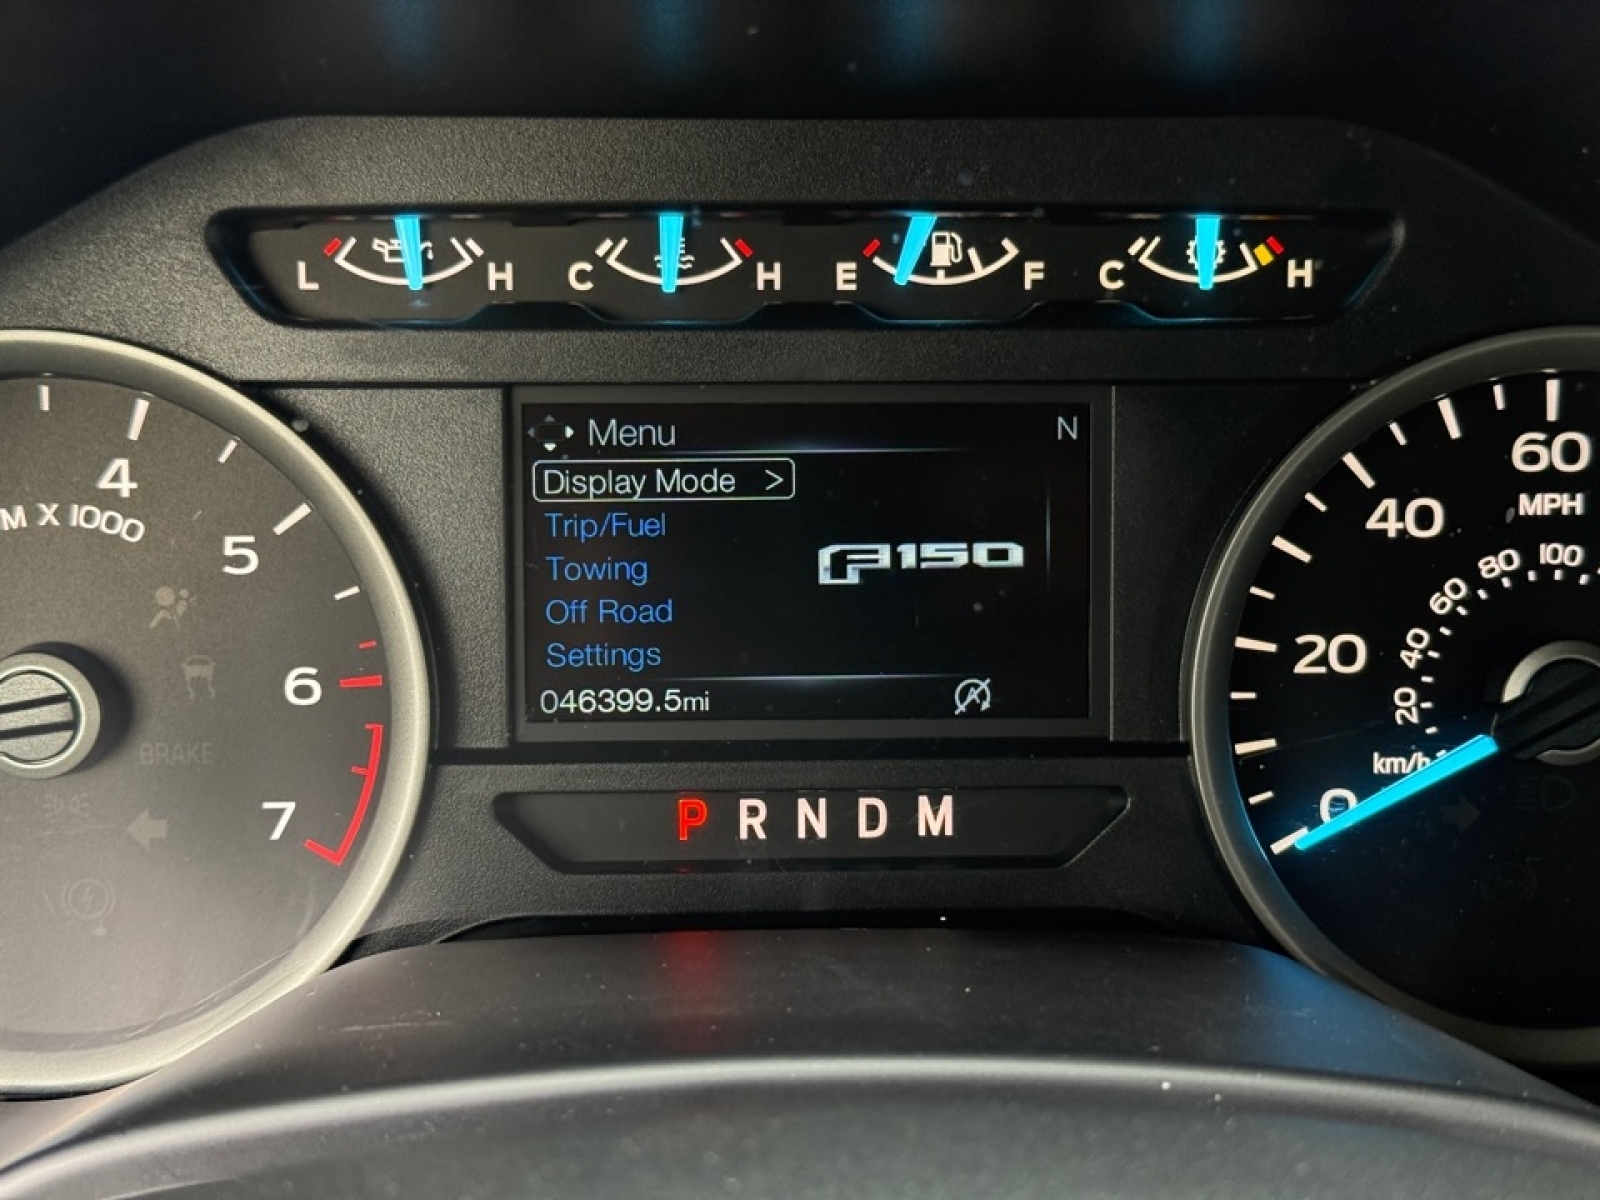 L H C H E F C H
Menu N
Display Mode >
Trip/Fuel
Towing
Off Road
Settings
F150
046399.5mi
A
P R N D M
4
M X 1000
5
6
7
BRAKE
60
MPH
40
20
0
100
80
60
40
20
km/h